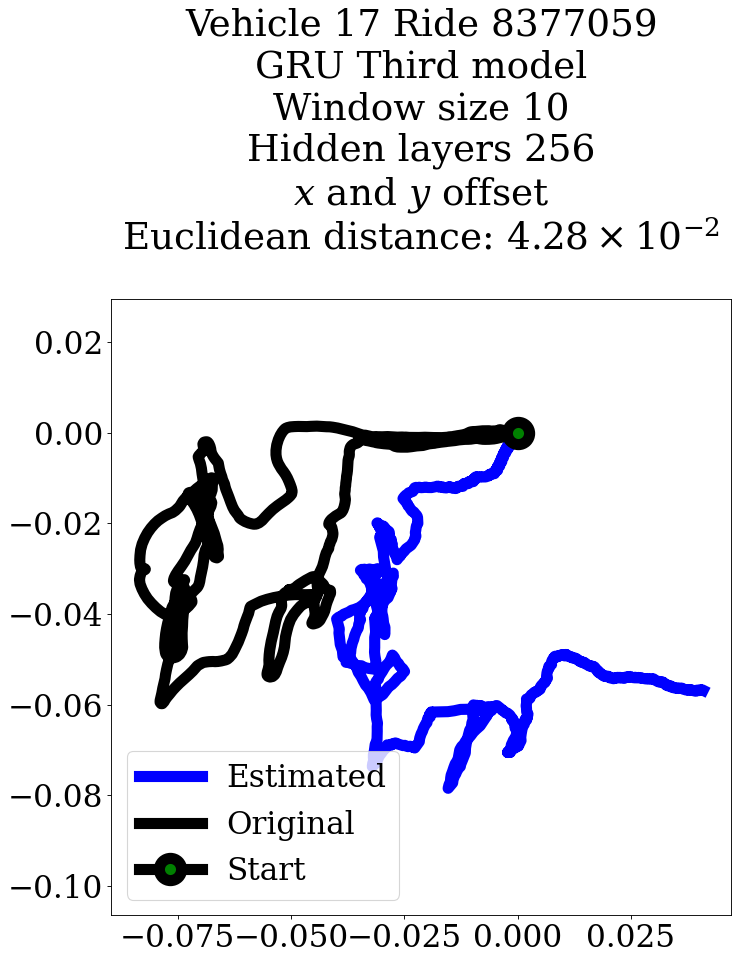 Vehicle 17 Ride 8377059
GRU Third model
Window size 10
Hidden layers 256
x and y offset
Euclidean distance: 4.28 × 10⁻²
0.02
0.00
−0.02
−0.04
−0.06
−0.08
−0.10
Estimated
Original
Start
−0.075 −0.050 −0.025 0.000 0.025